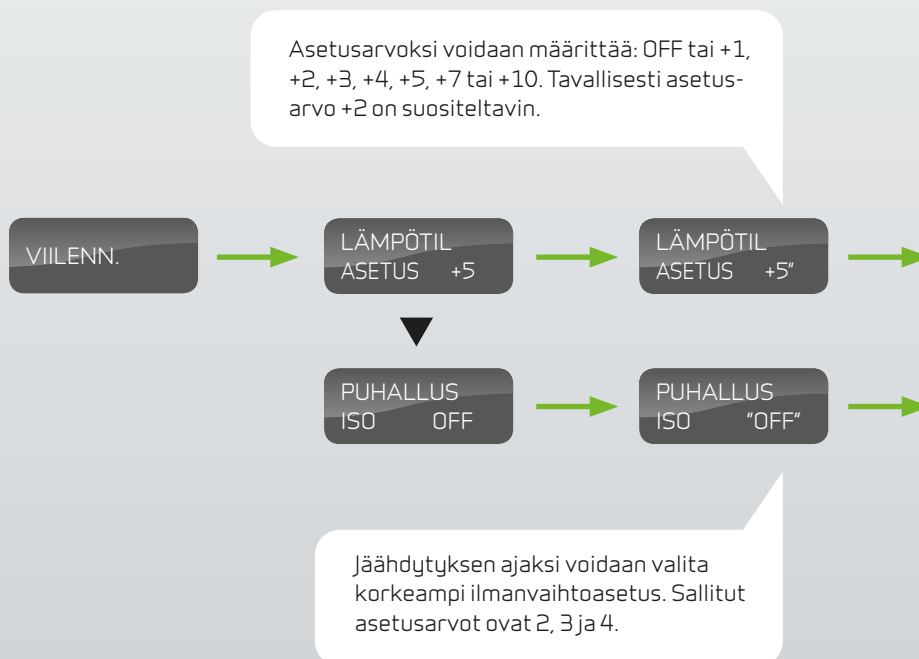 Asetusarvoksi voidaan määrittää: OFF tai +1,
+2, +3, +4, +5, +7 tai +10. Tavallisesti asetus-
arvo +2 on suositeltavin.
VIILENN.
LÄMPÖTIL
ASETUS +5
LÄMPÖTIL
ASETUS +5"
PUHALLUS
ISO OFF
PUHALLUS
ISO "OFF"
Jäähdytyksen ajaksi voidaan valita
korkeampi ilmanvaihtoasetus. Sallitut
asetusarvot ovat 2, 3 ja 4.